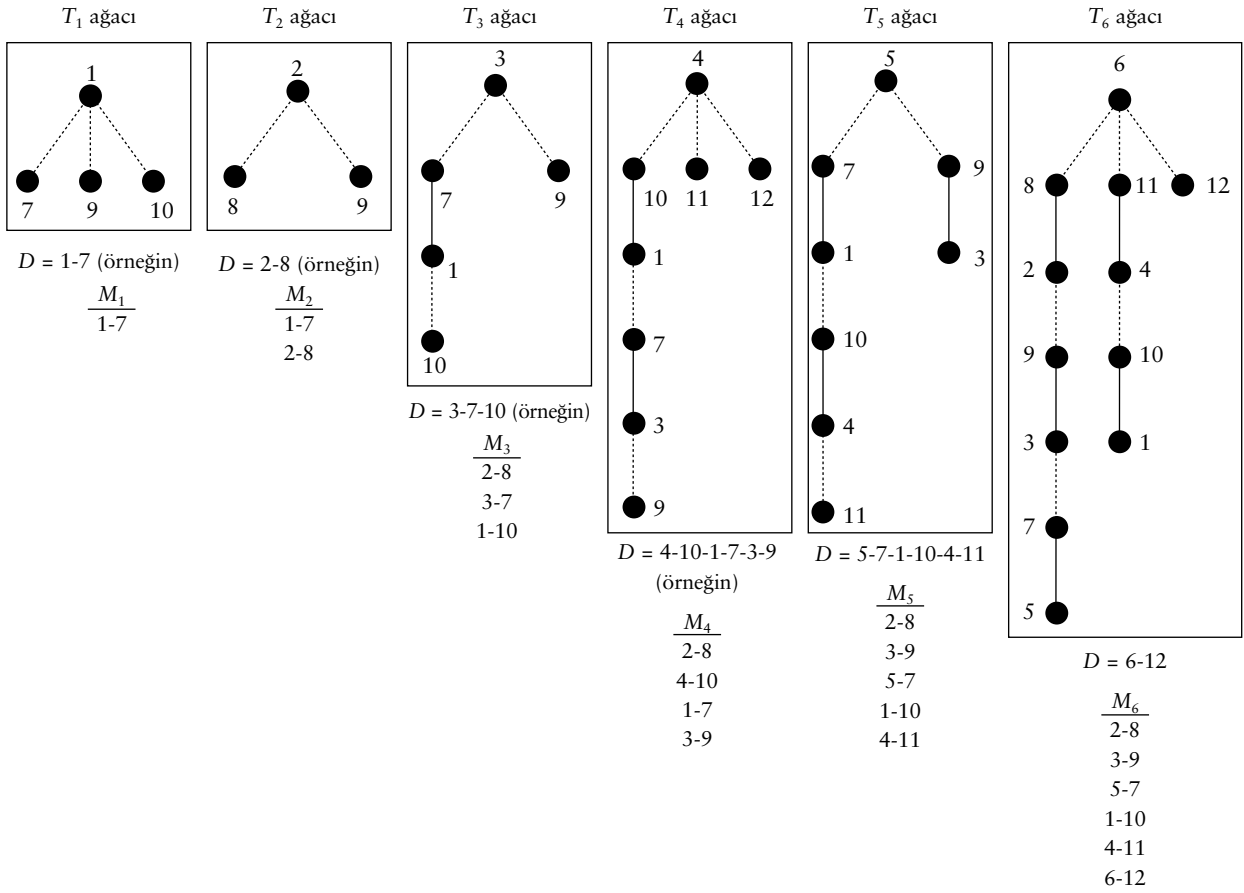 T₁ ağacı
1
7 9 10
D = 1-7 (örneğin)
M₁
1-7
T₂ ağacı
2
8 9
D = 2-8 (örneğin)
M₂
1-7
2-8
T₃ ağacı
3
7 9
1
10
D = 3-7-10 (örneğin)
M₃
2-8
3-7
1-10
T₄ ağacı
4
10 11 12
1
7
3
9
D = 4-10-1-7-3-9
(örneğin)
M₄
2-8
4-10
1-7
3-9
T₅ ağacı
5
7 9
1 3
10
4
11
D = 5-7-1-10-4-11
M₅
2-8
3-9
5-7
1-10
4-11
T₆ ağacı
6
8 11 12
2 4
9 10
3 1
7
5
D = 6-12
M₆
2-8
3-9
5-7
1-10
4-11
6-12